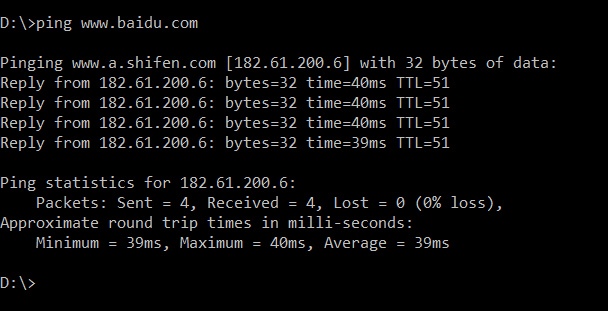 D:\>ping www.baidu.com
Pinging www.a.shifen.com [182.61.200.6] with 32 bytes of data:
Reply from 182.61.200.6: bytes=32 time=40ms TTL=51
Reply from 182.61.200.6: bytes=32 time=40ms TTL=51
Reply from 182.61.200.6: bytes=32 time=40ms TTL=51
Reply from 182.61.200.6: bytes=32 time=39ms TTL=51
Ping statistics for 182.61.200.6:
    Packets: Sent = 4, Received = 4, Lost = 0 (0% loss),
Approximate round trip times in milli-seconds:
    Minimum = 39ms, Maximum = 40ms, Average = 39ms
D:\>